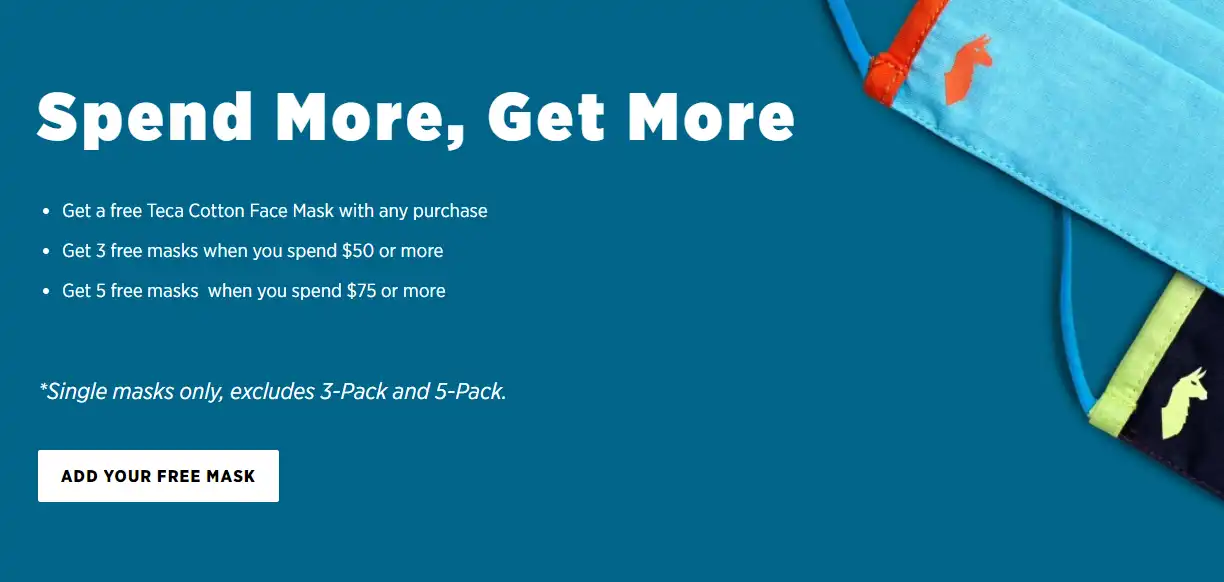 Spend More, Get More
• Get a free Teca Cotton Face Mask with any purchase
• Get 3 free masks when you spend $50 or more
• Get 5 free masks  when you spend $75 or more
*Single masks only, excludes 3-Pack and 5-Pack.
ADD YOUR FREE MASK